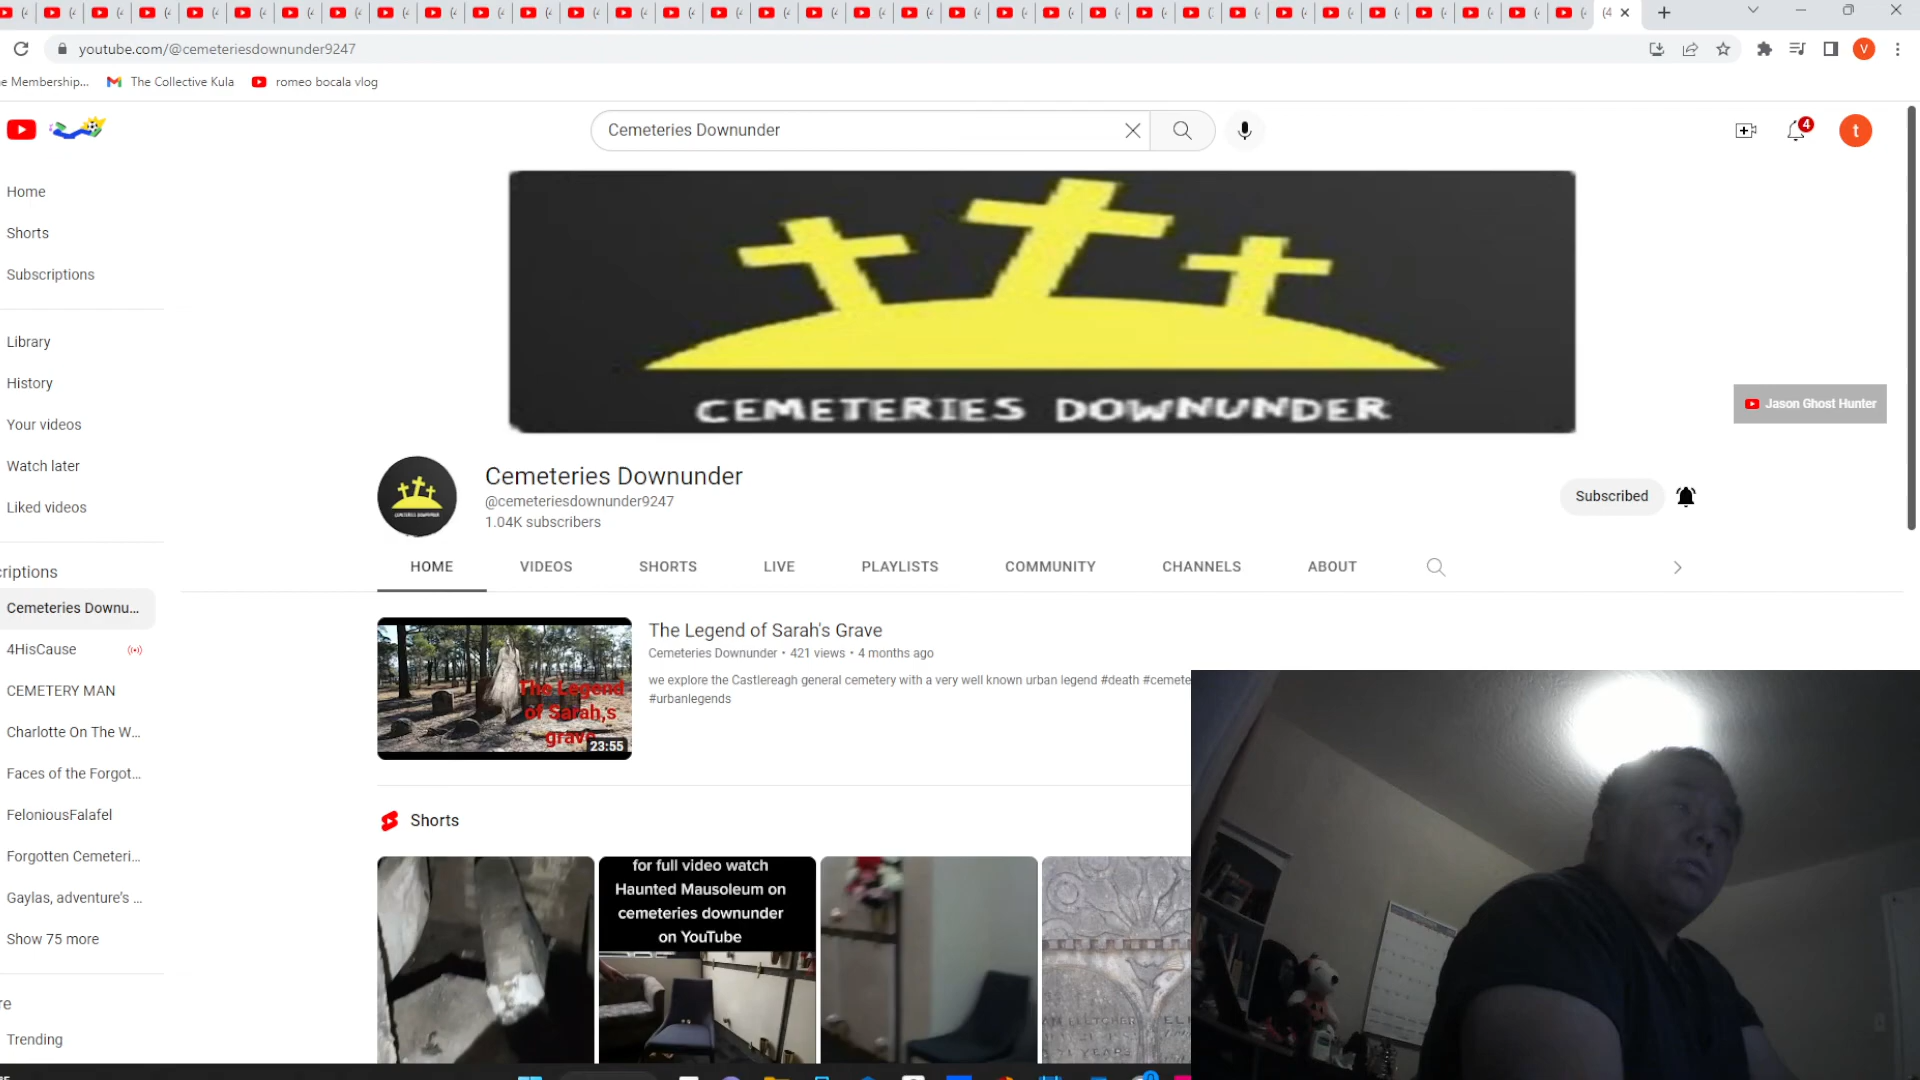 youtube.com/@cemeteriesdownunder9247
e Membership...
The Collective Kula
romeo bocala vlog
Cemeteries Downunder
4
t
V
Home
Shorts
Subscriptions
Library
History
Your videos
Watch later
Liked videos
criptions
Cemeteries Downu...
4HisCause
CEMETERY MAN
Charlotte On The W...
Faces of the Forgot...
FeloniousFalafel
Forgotten Cemeteri...
Gaylas, adventure's ...
Show 75 more
re
Trending
CEMETERIES DOWNUNDER
Jason Ghost Hunter
Cemeteries Downunder
@cemeteriesdownunder9247
1.04K subscribers
Subscribed
HOME
VIDEOS
SHORTS
LIVE
PLAYLISTS
COMMUNITY
CHANNELS
ABOUT
The Legend
of Sarah,s
grave
23:55
The Legend of Sarah's Grave
Cemeteries Downunder • 421 views • 4 months ago
we explore the Castlereagh general cemetery with a very well known urban legend #death #cemete
#urbanlegends
Shorts
for full video watch
Haunted Mausoleum on
cemeteries downunder
on YouTube